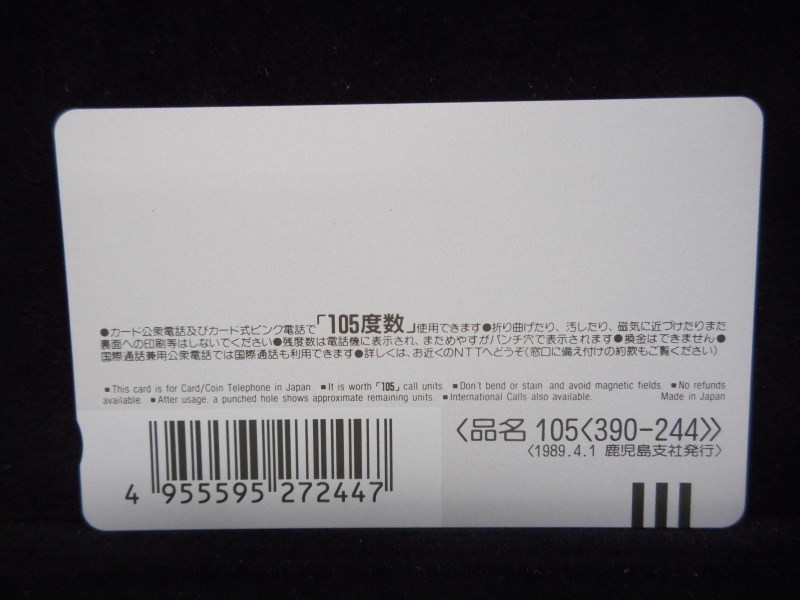 ●カード公衆電話及びカード式ピンク電話で「105度数」使用できます●折り曲げたり、汚したり、磁気に近づけたりまた
裏面への印刷等はしないでください●残度数は電話機に表示され、まためやすがパンチ穴で表示されます●換金はできません●
国際通話兼用公衆電話では国際通話も利用できます●詳しくは、お近くのNTTへどうぞ(窓口に備え付けの約款もご覧ください)
■This card is for Card/Coin Telephone in Japan. ■It is worth「105」call units. ■Don't bend or stain and avoid magnetic fields. ■No refunds
available. ■After usage, a punched hole shows approximate remaining units. ■International Calls also available. Made in Japan
〈品名 105〈390-244〉〉
〈1989.4.1 鹿児島支社発行〉
4 955595 272447